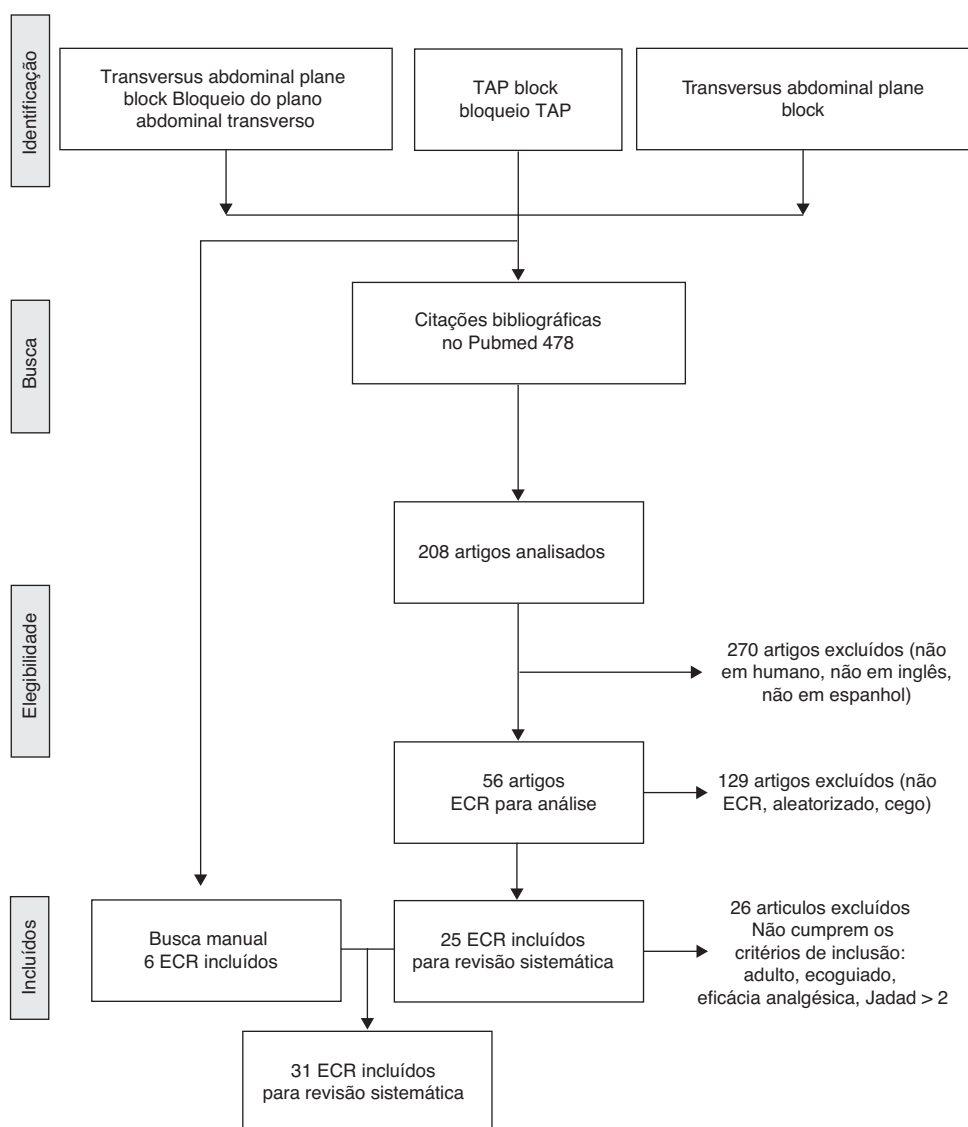 Identificação
Transversus abdominal plane
block Bloqueio do plano
abdominal transverso
TAP block
bloqueio TAP
Transversus abdominal plane
block
Busca
Citações bibliográficas
no Pubmed 478
208 artigos analisados
Elegibilidade
270 artigos excluídos (não
em humano, não em inglês,
não em espanhol)
56 artigos
ECR para análise
129 artigos excluídos (não
ECR, aleatorizado, cego)
Incluídos
Busca manual
6 ECR incluídos
25 ECR incluídos
para revisão sistemática
26 articulos excluídos
Não cumprem os
critérios de inclusão:
adulto, ecoguiado,
eficácia analgésica, Jadad > 2
31 ECR incluídos
para revisão sistemática